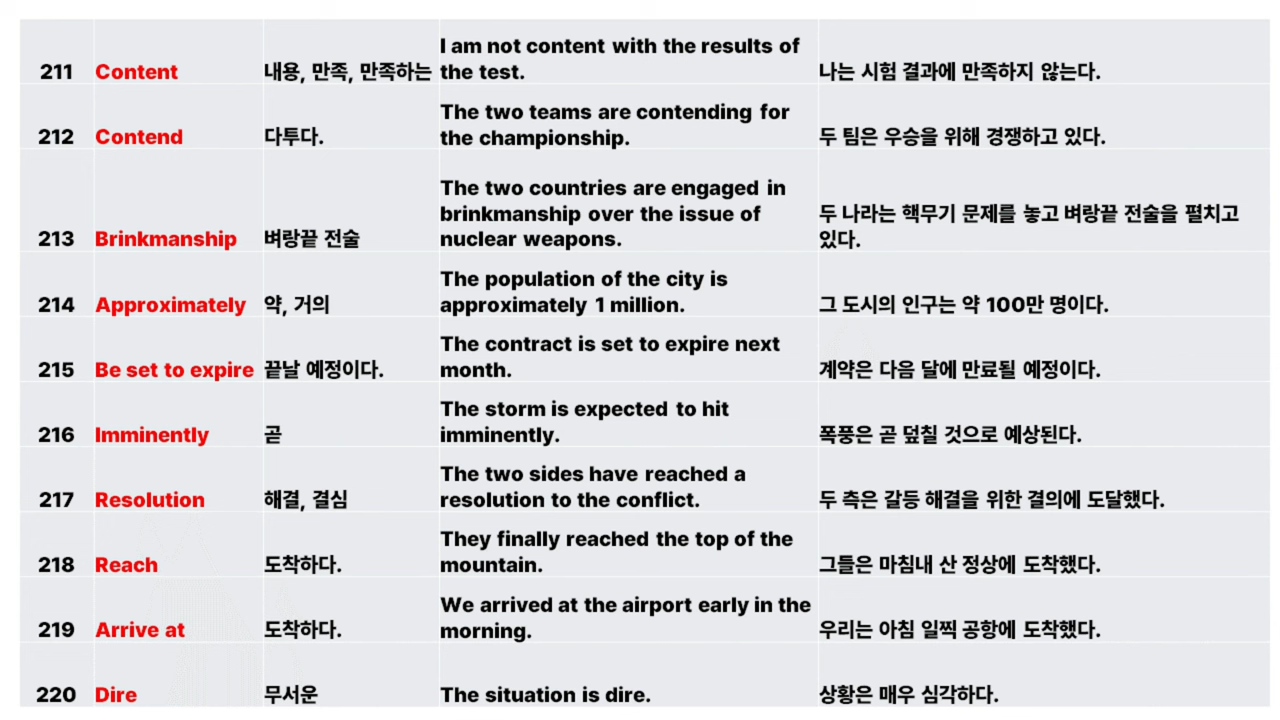 I am not content with the results of
211 Content 내용, 만족, 만족하는 the test. 나는 시험 결과에 만족하지 않는다.
The two teams are contending for
212 Contend 다투다. the championship. 두 팀은 우승을 위해 경쟁하고 있다.
The two countries are engaged in
brinkmanship over the issue of 두 나라는 핵무기 문제를 놓고 벼랑끝 전술을 펼치고
213 Brinkmanship 벼랑끝 전술 nuclear weapons. 있다.
The population of the city is
214 Approximately 약, 거의 approximately 1 million. 그 도시의 인구는 약 100만 명이다.
The contract is set to expire next
215 Be set to expire 끝날 예정이다. month. 계약은 다음 달에 만료될 예정이다.
The storm is expected to hit
216 Imminently 곧 imminently. 폭풍은 곧 덮칠 것으로 예상된다.
The two sides have reached a
217 Resolution 해결, 결심 resolution to the conflict. 두 측은 갈등 해결을 위한 결의에 도달했다.
They finally reached the top of the
218 Reach 도착하다. mountain. 그들은 마침내 산 정상에 도착했다.
We arrived at the airport early in the
219 Arrive at 도착하다. morning. 우리는 아침 일찍 공항에 도착했다.
220 Dire 무서운 The situation is dire. 상황은 매우 심각하다.